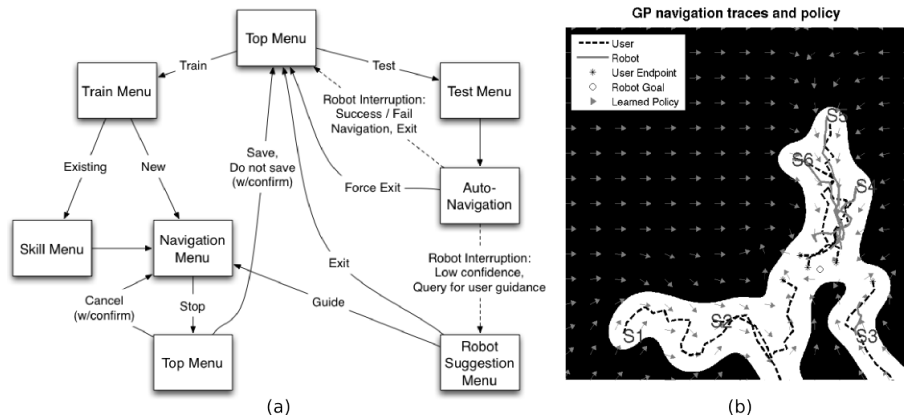 Top Menu
Train
Test
Train Menu
Test Menu
Robot Interruption:
Success / Fail
Navigation, Exit
Existing
New
Save,
Do not save
(w/confirm)
Force Exit
Auto-
Navigation
Skill Menu
Navigation
Menu
Robot Interruption:
Low confidence,
Query for user guidance
Exit
Cancel
(w/confirm)
Stop
Guide
Top Menu
Robot
Suggestion
Menu
(a)
GP navigation traces and policy
User
Robot
User Endpoint
Robot Goal
Learned Policy
S5
S6
S4
S2
S1
S3
(b)